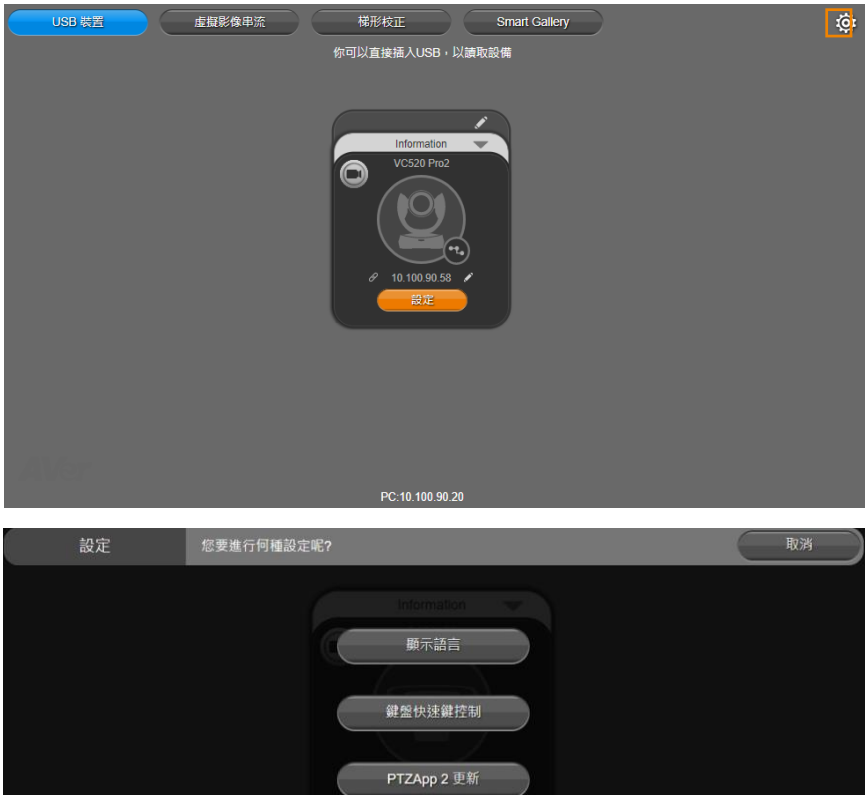 USB 裝置 虛擬影像串流 梯形校正 Smart Gallery
你可以直接插入USB，以讀取設備
Information
VC520 Pro2
10.100.90.58
設定
PC:10.100.90.20
設定 您要進行何種設定呢? 取消
Information
顯示語言
鍵盤快速鍵控制
PTZApp 2 更新